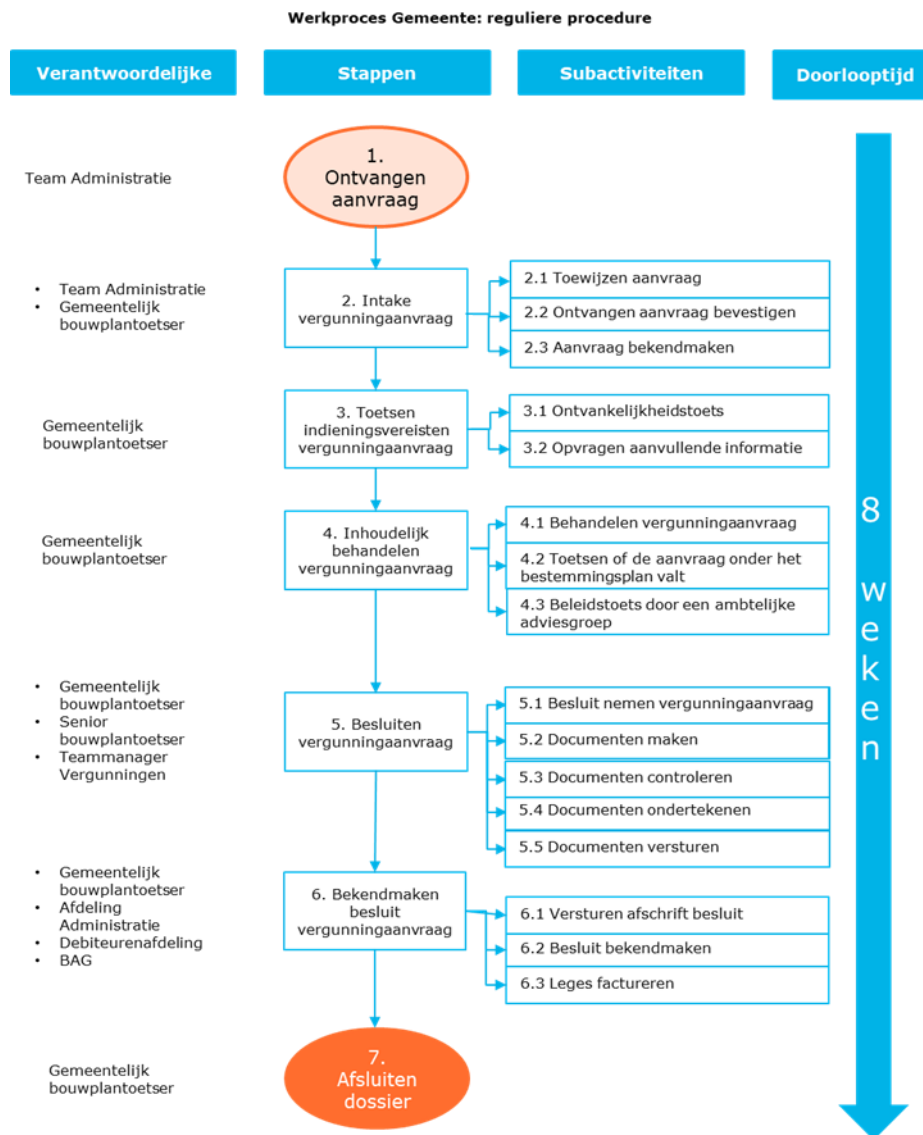 Werkproces Gemeente: reguliere procedure
Verantwoordelijke
Stappen
Subactiviteiten
Doorlooptijd
Team Administratie
1.
Ontvangen
aanvraag
• Team Administratie
• Gemeentelijk
bouwplantoetser
2. Intake
vergunningaanvraag
2.1 Toewijzen aanvraag
2.2 Ontvangen aanvraag bevestigen
2.3 Aanvraag bekendmaken
Gemeentelijk
bouwplantoetser
3. Toetsen
indieningsvereisten
vergunningaanvraag
3.1 Ontvankelijkheidstoets
3.2 Opvragen aanvullende informatie
Gemeentelijk
bouwplantoetser
4. Inhoudelijk
behandelen
vergunningaanvraag
4.1 Behandelen vergunningaanvraag
4.2 Toetsen of de aanvraag onder het
bestemmingsplan valt
4.3 Beleidstoets door een ambtelijke
adviesgroep
• Gemeentelijk
bouwplantoetser
• Senior
bouwplantoetser
• Teammanager
Vergunningen
5. Besluiten
vergunningaanvraag
5.1 Besluit nemen vergunningaanvraag
5.2 Documenten maken
5.3 Documenten controleren
5.4 Documenten ondertekenen
5.5 Documenten versturen
• Gemeentelijk
bouwplantoetser
• Afdeling
Administratie
• Debiteurenafdeling
• BAG
6. Bekendmaken
besluit
vergunningaanvraag
6.1 Versturen afschrift besluit
6.2 Besluit bekendmaken
6.3 Leges factureren
Gemeentelijk
bouwplantoetser
7.
Afsluiten
dossier
8 weken